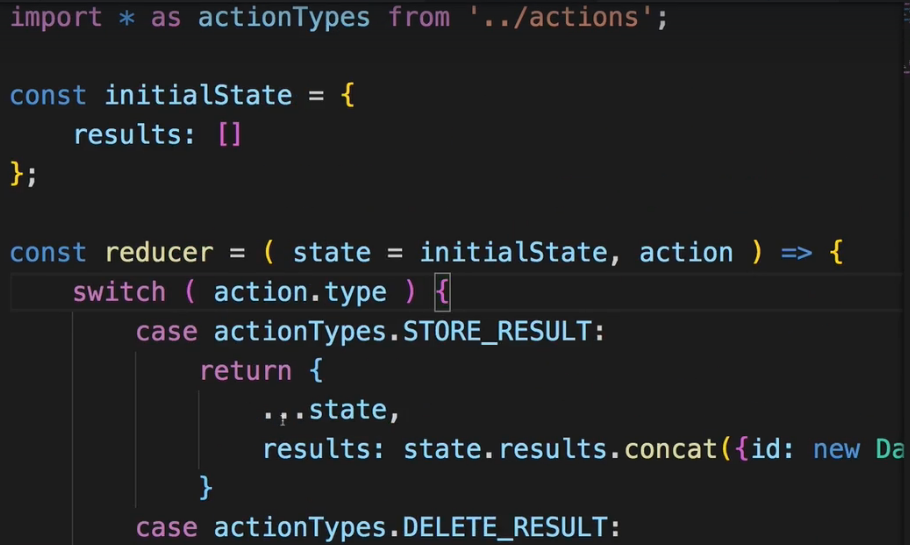 import * as actionTypes from '../actions';
const initialState = {
results: []
};
const reducer = ( state = initialState, action ) => {
switch ( action.type ) {
case actionTypes.STORE_RESULT:
return {
...state,
results: state.results.concat({id: new Da
}
case actionTypes.DELETE_RESULT: